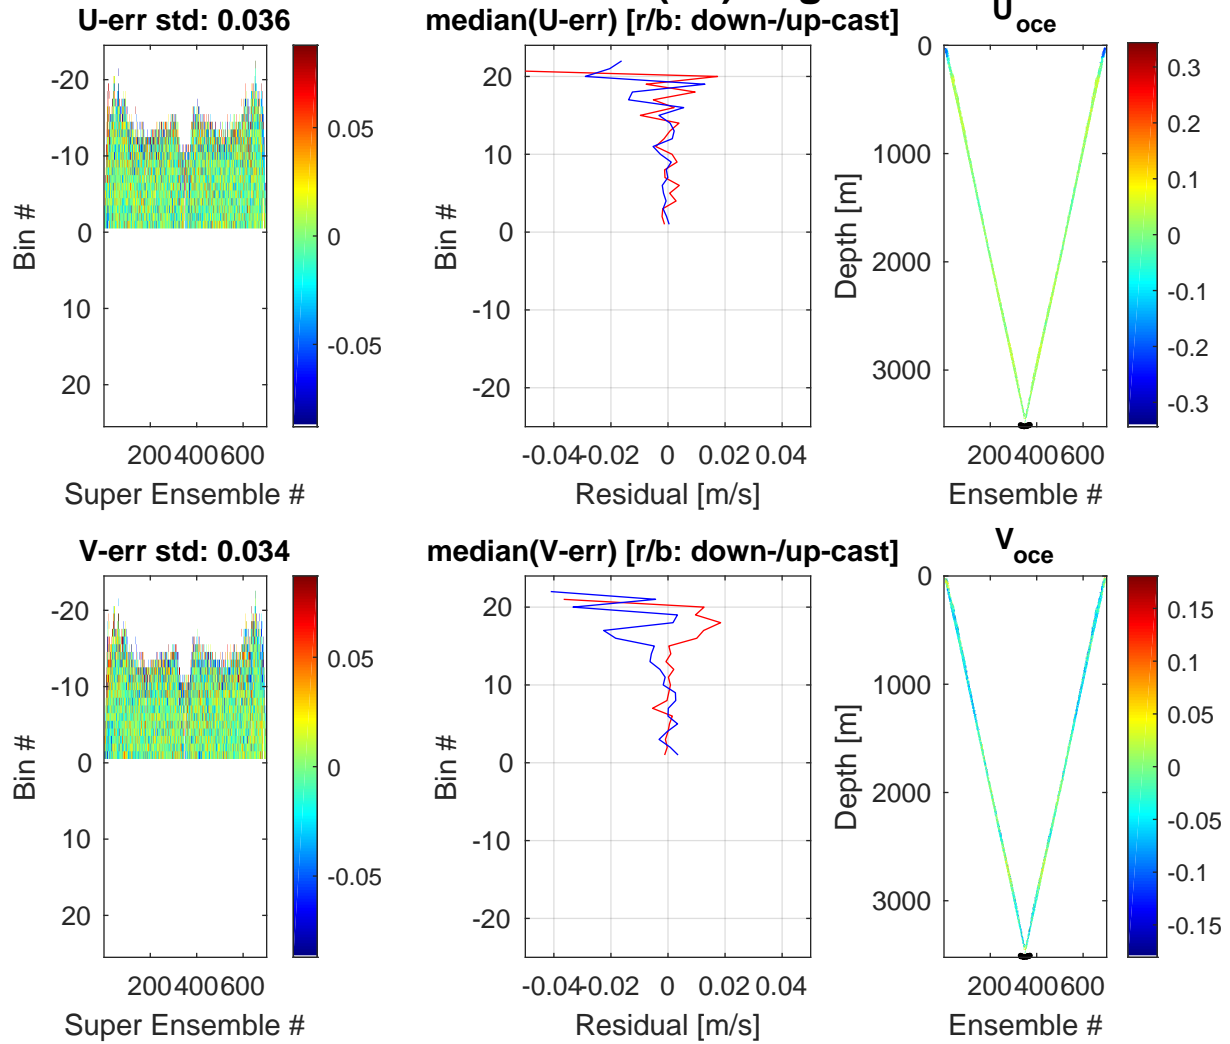 U-err std: 0.036
median(U-err) [r/b: down-/up-cast]
U
oce
-20
-10
0
10
20
Bin #
200400600
Super Ensemble #
0.05
0
-0.05
20
10
0
-10
-20
Bin #
-0.04-0.02 0 0.02 0.04
Residual [m/s]
0
1000
2000
3000
Depth [m]
200400600
Ensemble #
0.3
0.2
0.1
0
-0.1
-0.2
-0.3
V-err std: 0.034
median(V-err) [r/b: down-/up-cast]
V
oce
-20
-10
0
10
20
Bin #
200400600
Super Ensemble #
0.05
0
-0.05
20
10
0
-10
-20
Bin #
-0.04-0.02 0 0.02 0.04
Residual [m/s]
0
1000
2000
3000
Depth [m]
200400600
Ensemble #
0.15
0.1
0.05
0
-0.05
-0.1
-0.15